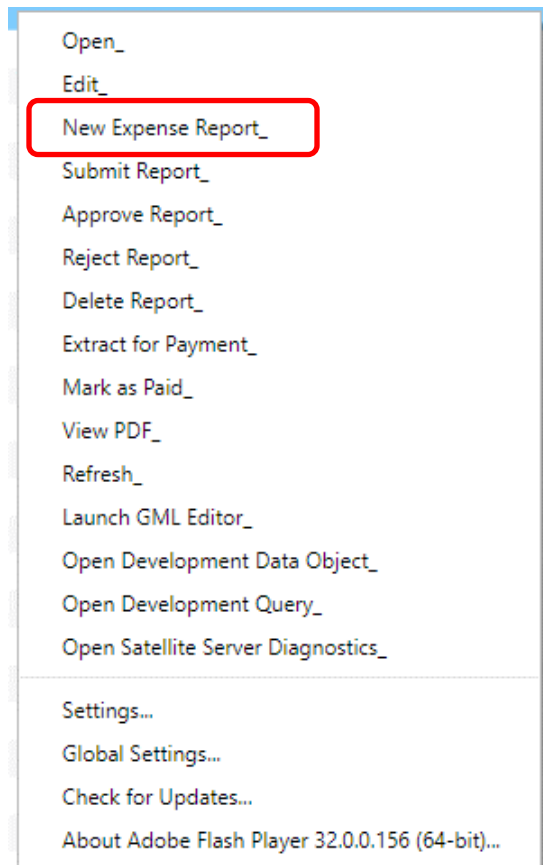 Open_
Edit_
New Expense Report_
Submit Report_
Approve Report_
Reject Report_
Delete Report_
Extract for Payment_
Mark as Paid_
View PDF_
Refresh_
Launch GML Editor_
Open Development Data Object_
Open Development Query_
Open Satellite Server Diagnostics_
Settings...
Global Settings...
Check for Updates...
About Adobe Flash Player 32.0.0.156 (64-bit)...